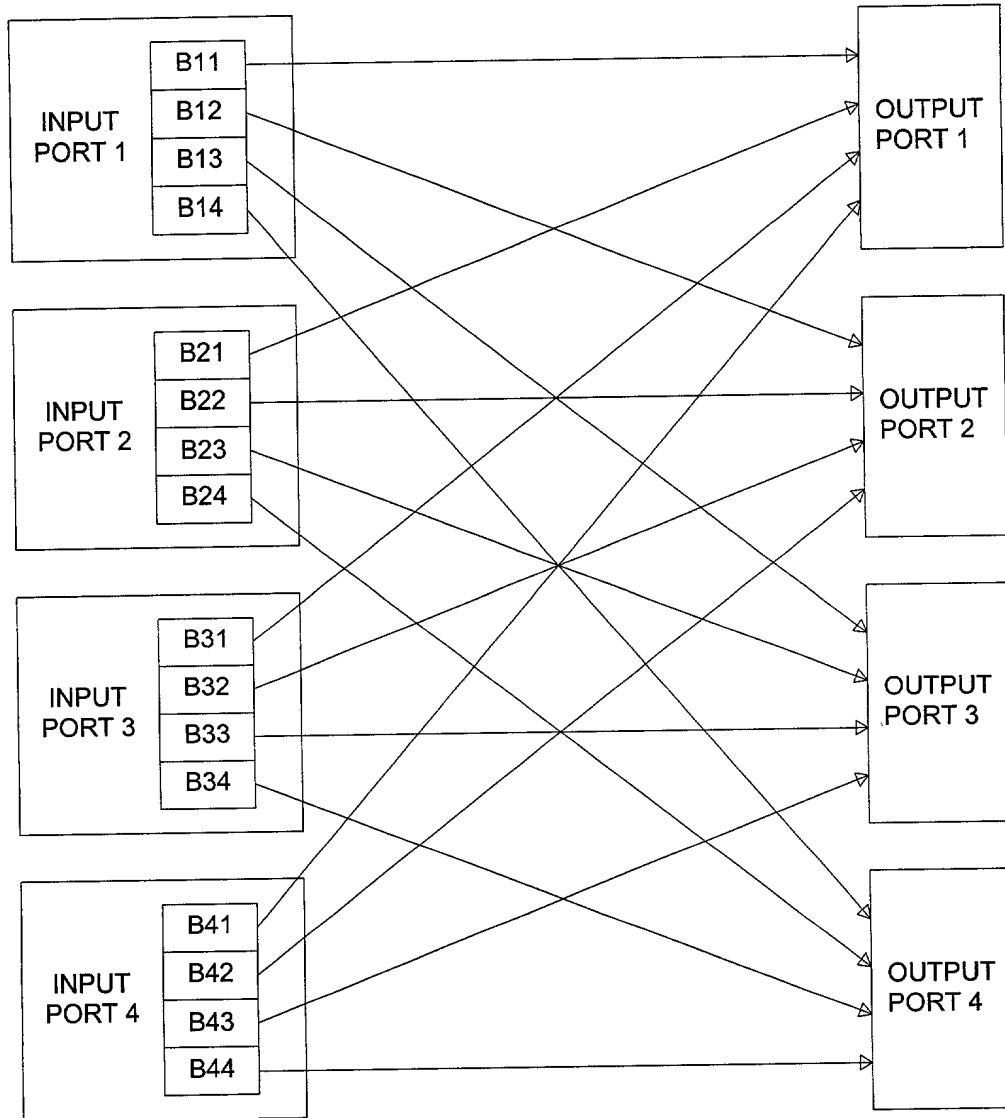 INPUT
PORT 1
B11
B12
B13
B14
OUTPUT
PORT 1
INPUT
PORT 2
B21
B22
B23
B24
OUTPUT
PORT 2
INPUT
PORT 3
B31
B32
B33
B34
OUTPUT
PORT 3
INPUT
PORT 4
B41
B42
B43
B44
OUTPUT
PORT 4